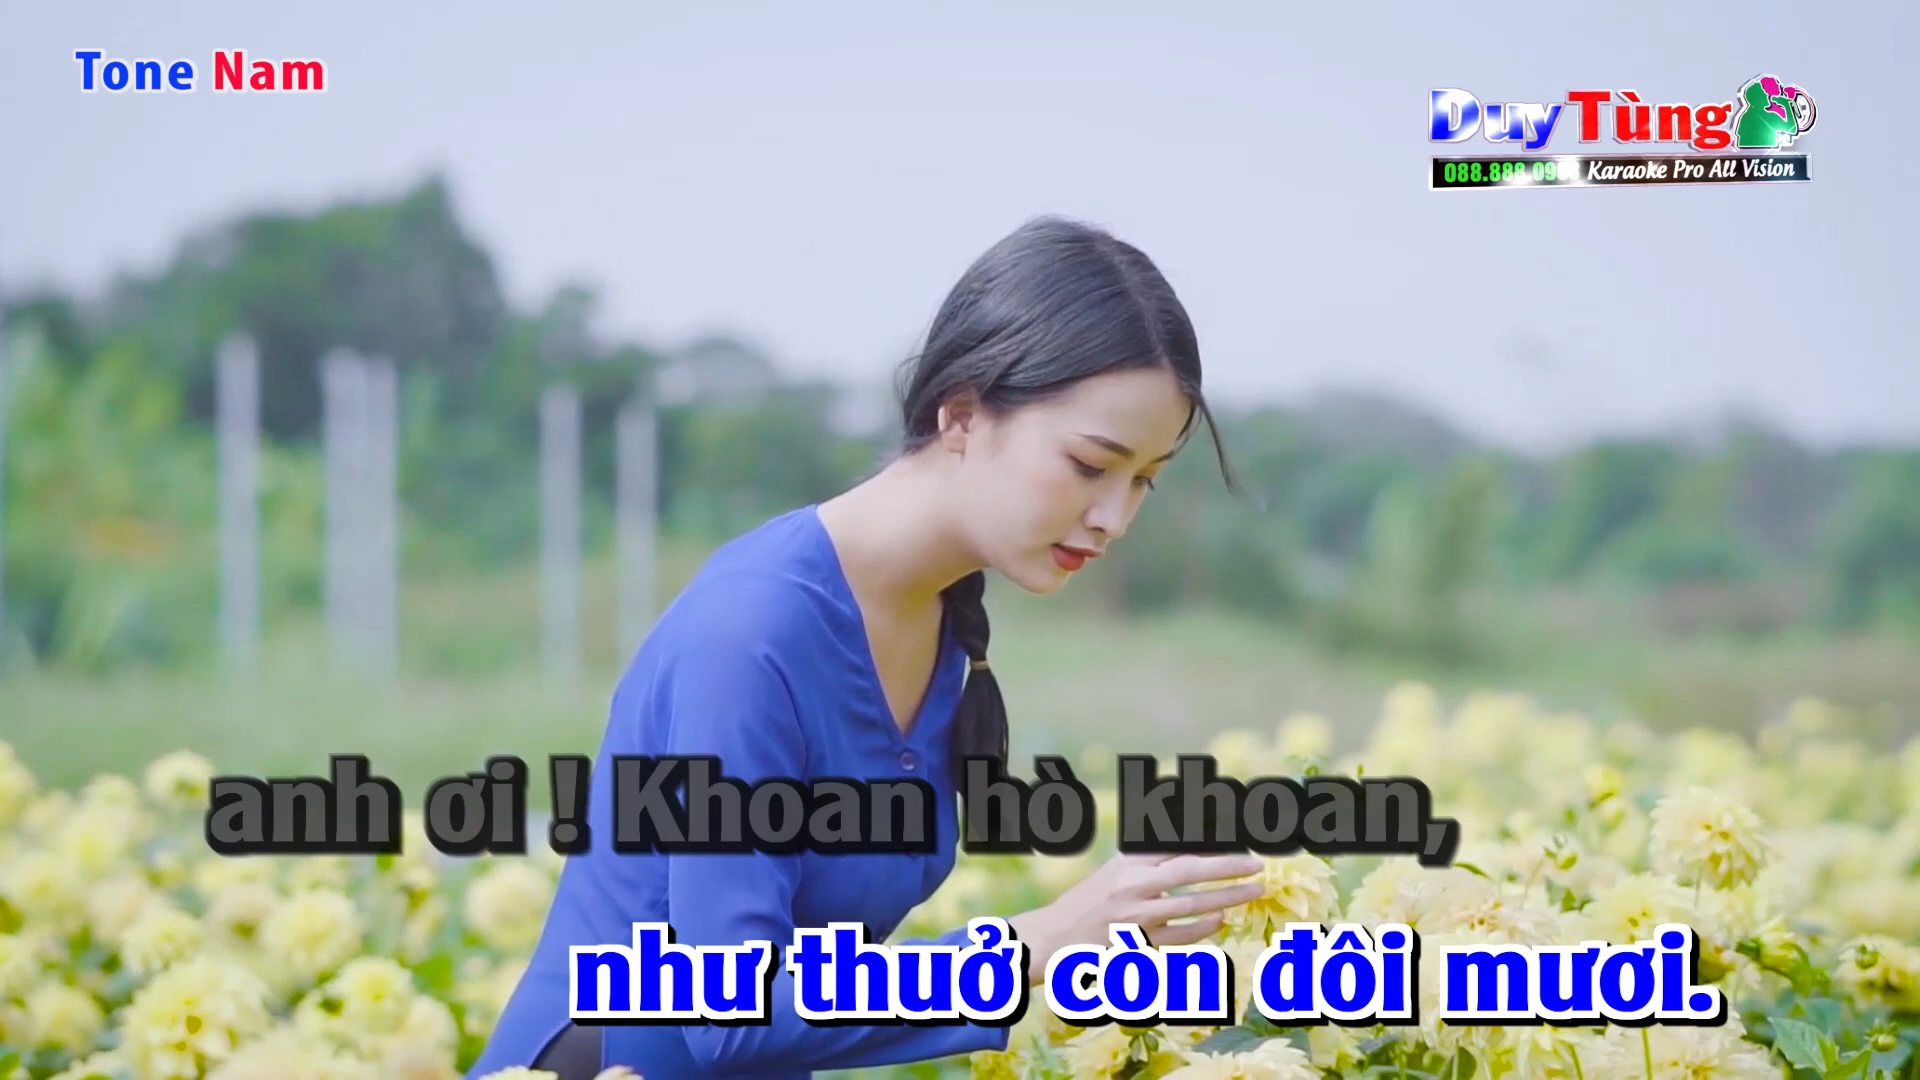 Tone Nam
Duy Tùng
Karaoke Pro All Vision
anh ơi ! Khoan hò khoan,
như thuở còn đôi mươi.